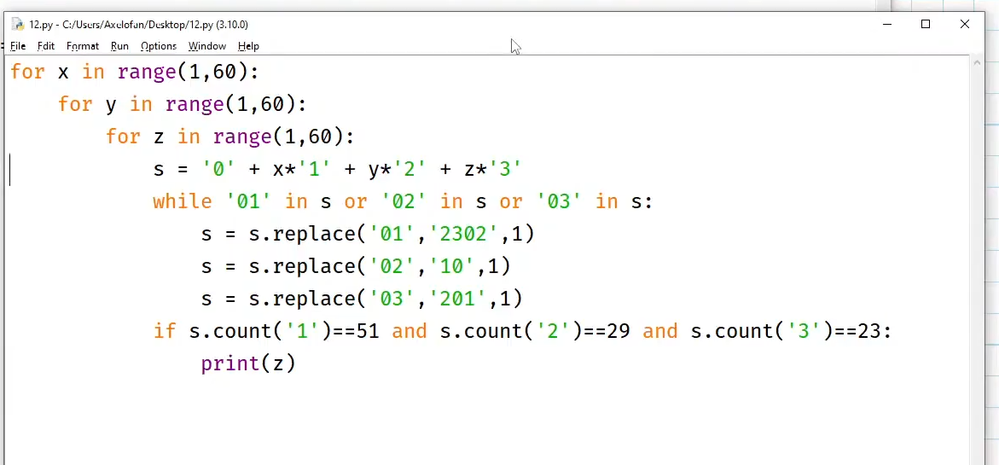 12.py - C:/Users/Axelofun/Desktop/12.py (3.10.0)
File Edit Format Run Options Window Help
for x in range(1,60):
    for y in range(1,60):
        for z in range(1,60):
            s = '0' + x*'1' + y*'2' + z*'3'
            while '01' in s or '02' in s or '03' in s:
                s = s.replace('01','2302',1)
                s = s.replace('02','10',1)
                s = s.replace('03','201',1)
            if s.count('1')==51 and s.count('2')==29 and s.count('3')==23:
                print(z)